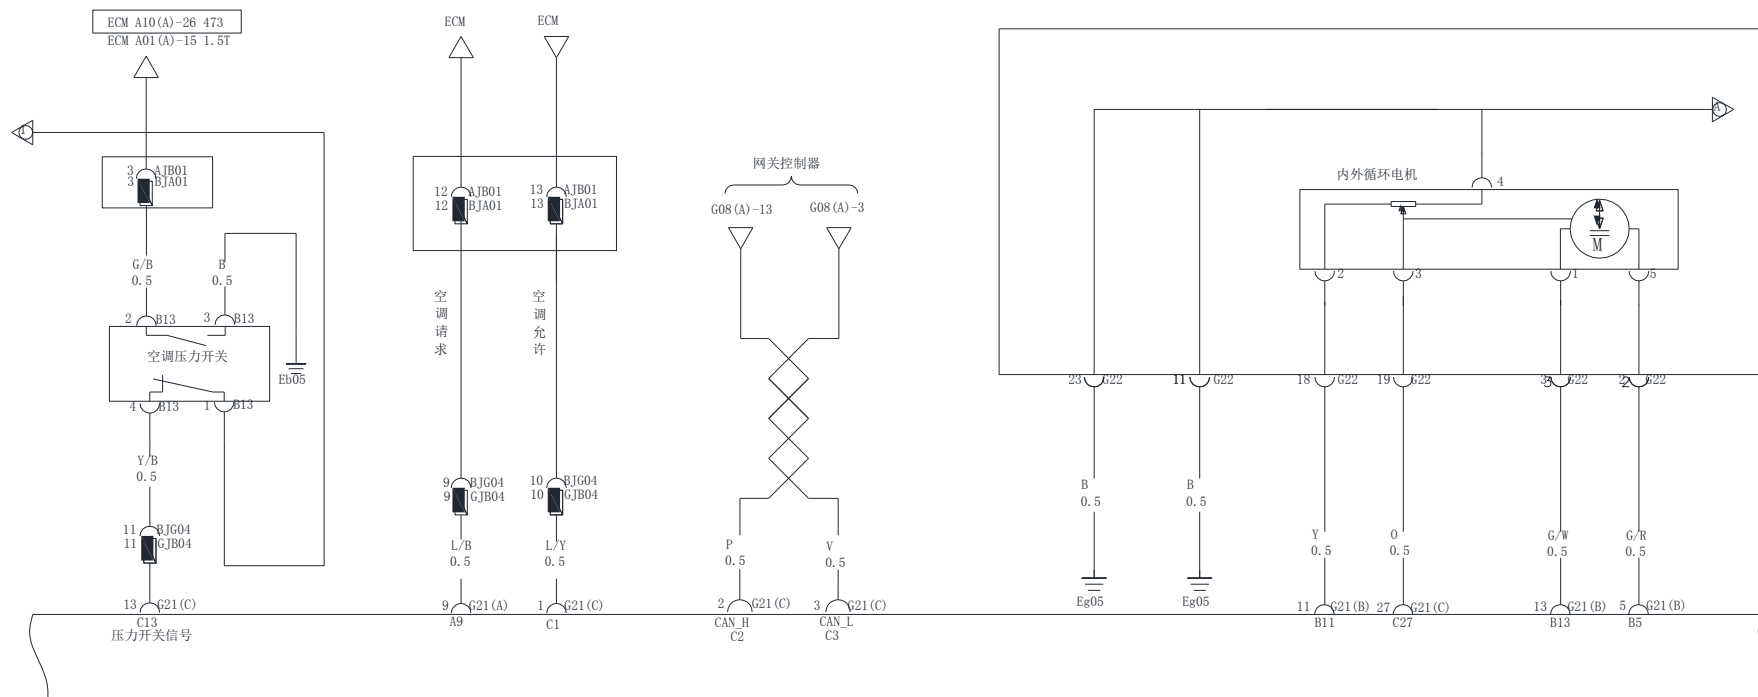 ECM A10(A)-26 473
ECM A01(A)-15 1.5T
ECM
ECM
1
A
3 AJB01
3 BJA01
12 AJB01
12 BJA01
13 AJB01
13 BJA01
网关控制器
G08(A)-13
G08(A)-3
内外循环电机
4
M
2
3
1
5
G/B
0.5
B
0.5
空调请求
空调允许
2 B13
3 B13
空调压力开关
Eb05
4 B13
1 B13
23 G22
11 G22
18 G22
19 G22
3 G22
2 G22
Y/B
0.5
9 BJG04
9 GJB04
10 BJG04
10 GJB04
B
0.5
B
0.5
11 BJG04
11 GJB04
L/B
0.5
L/Y
0.5
P
0.5
V
0.5
Y
0.5
O
0.5
G/W
0.5
G/R
0.5
Eg05
Eg05
13 G21(C)
9 G21(A)
1 G21(C)
2 G21(C)
3 G21(C)
11 G21(B)
27 G21(C)
13 G21(B)
5 G21(B)
C13
压力开关信号
A9
C1
CAN_H
C2
CAN_L
C3
B11
C27
B13
B5